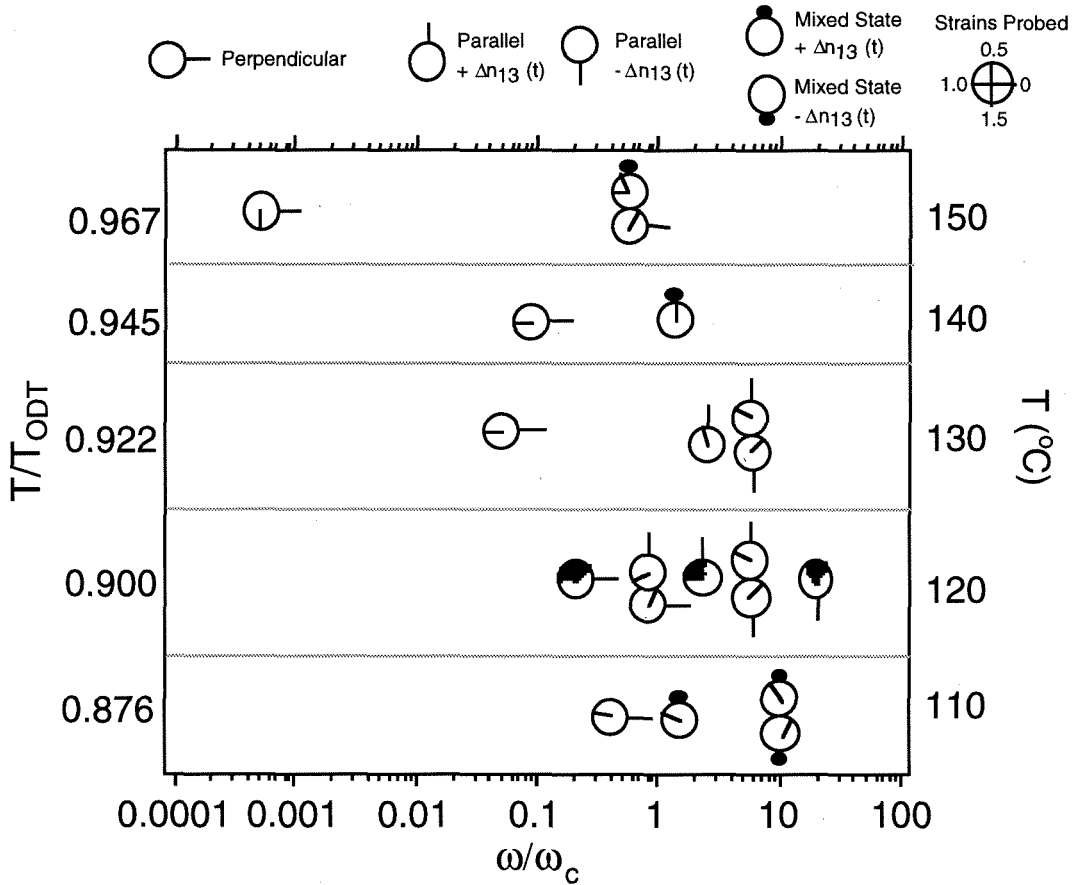 Perpendicular
Parallel
+ Δn13 (t)
Parallel
- Δn13 (t)
Mixed State
+ Δn13 (t)
Mixed State
- Δn13 (t)
Strains Probed
0.5
1.0 0
1.5
0.967 150
0.945 140
0.922 130
0.900 120
0.876 110
T/TODT
T (°C)
0.0001 0.001 0.01 0.1 1 10 100
ω/ωc